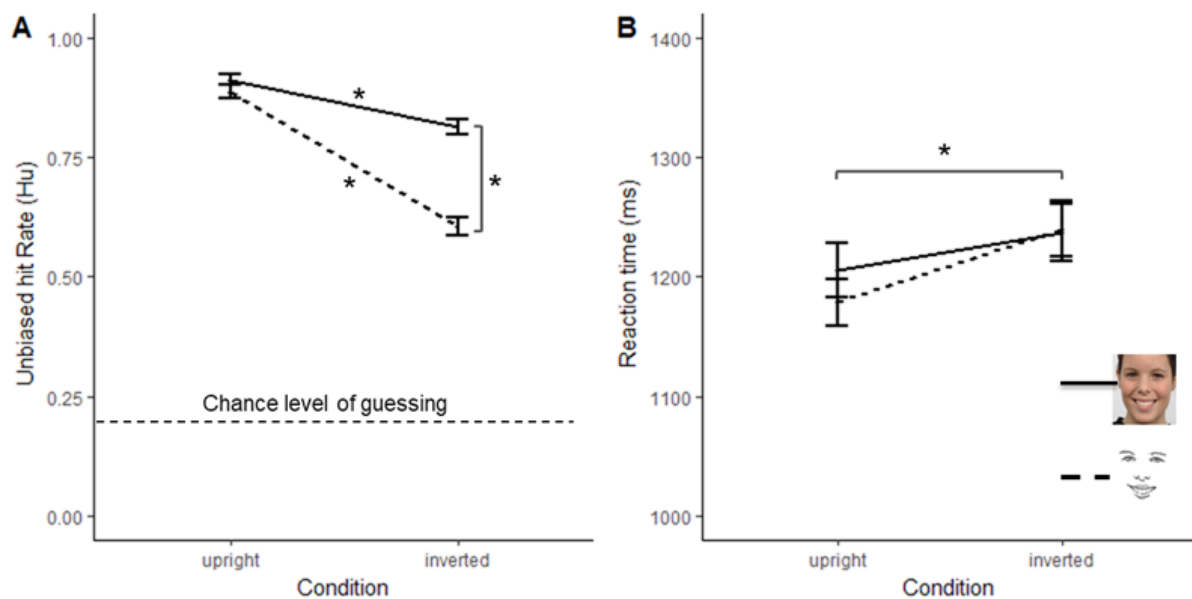 A
Unbiased hit Rate (Hu)
1.00
0.75
0.50
0.25
0.00
*
*
*
Chance level of guessing
upright
inverted
Condition
B
Reaction time (ms)
1400
1300
1200
1100
1000
*
upright
inverted
Condition